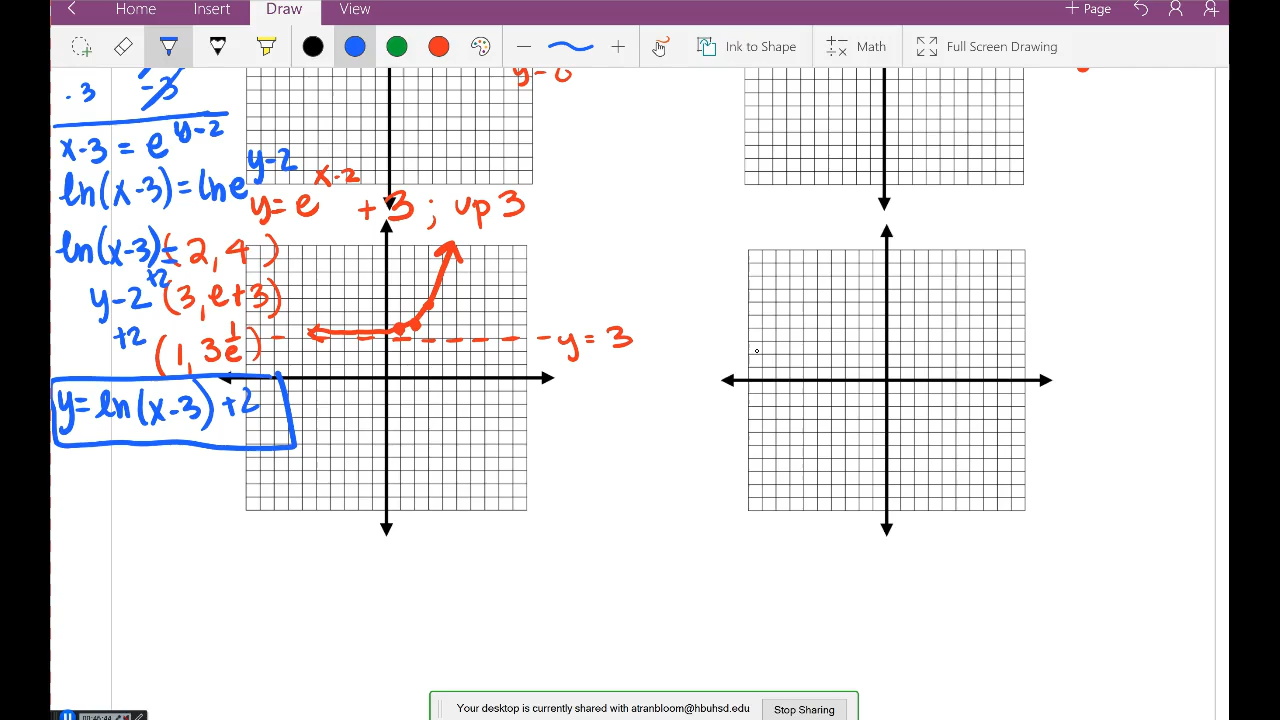 Home Insert Draw View
Page
Ink to Shape Math Full Screen Drawing
. 3 -3
x-3 = e^{y-2}
ln(x-3) = ln e^{y-2}
ln(x-3) =
y-2
+2 +2
y = ln(x-3) + 2
y = e^{x-2} + 3 ; up 3
(2, 4)
(3, e+3)
(1, 3 1/e)
y = 3
Your desktop is currently shared with atranbloom@hbuhsd.edu Stop Sharing